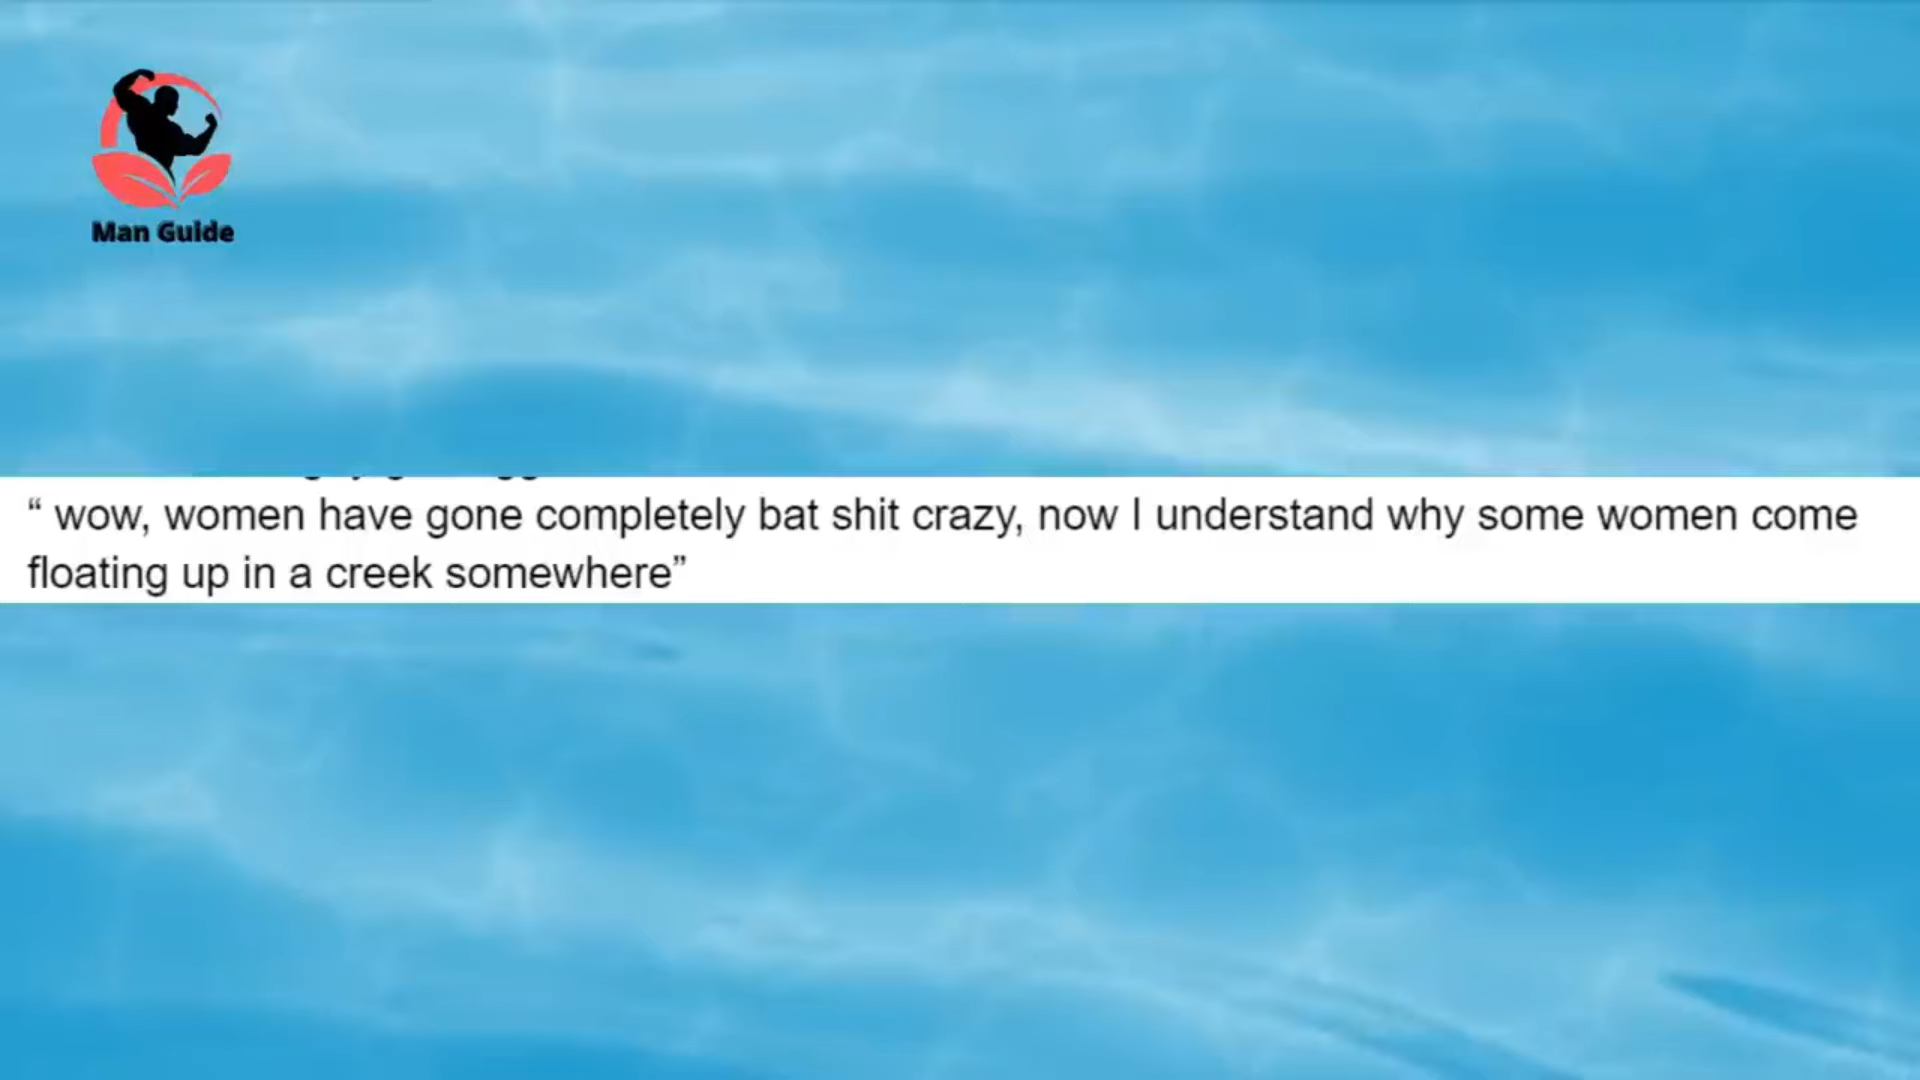 Man Guide
“ wow, women have gone completely bat shit crazy, now I understand why some women come
floating up in a creek somewhere”